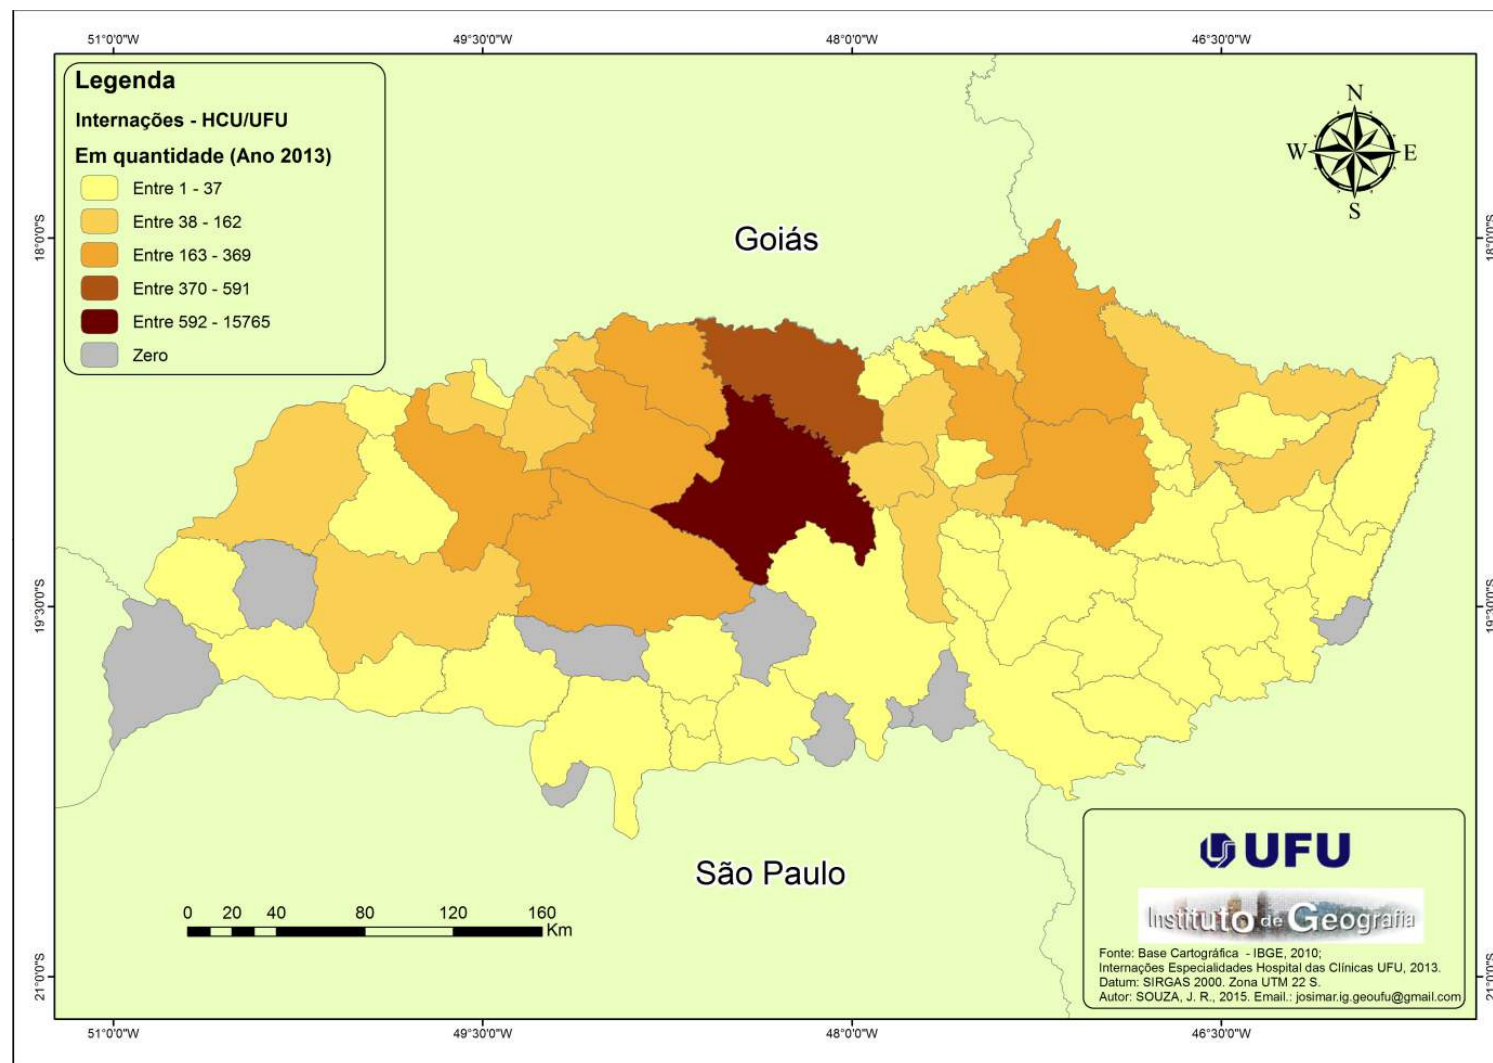 51°0'0"W
49°30'0"W
48°0'0"W
46°30'0"W
Legenda
Internações - HCU/UFU
Em quantidade (Ano 2013)
Entre 1 - 37
Entre 38 - 162
Entre 163 - 369
Entre 370 - 591
Entre 592 - 15765
Zero
N
W
E
S
18°0'0"S
18°0'0"S
Goiás
19°30'0"S
19°30'0"S
São Paulo
UFU
Instituto de Geografia
0 20 40 80 120 160
Km
Fonte: Base Cartográfica - IBGE, 2010;
Internações Especialidades Hospital das Clínicas UFU, 2013.
Datum: SIRGAS 2000. Zona UTM 22 S.
Autor: SOUZA, J. R., 2015. Email.: josimar.ig.geoufu@gmail.com
21°0'0"S
21°0'0"S
51°0'0"W
49°30'0"W
48°0'0"W
46°30'0"W